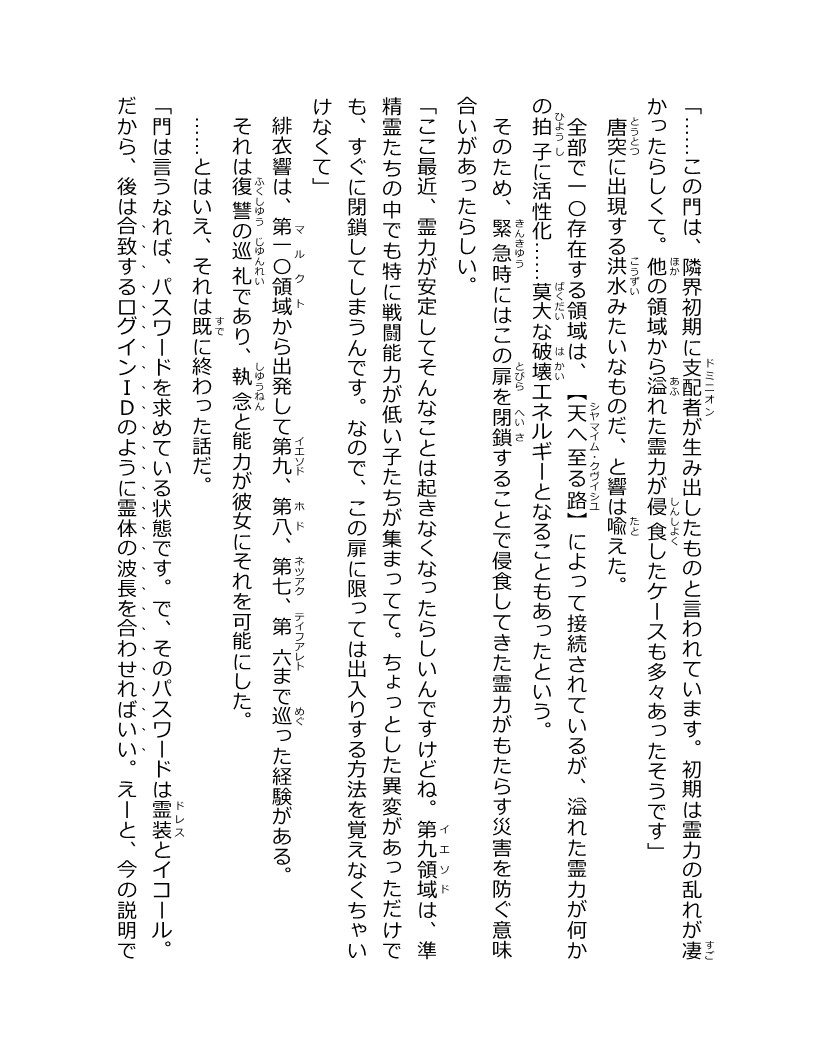 「……この門は、隣界初期に支配者が生み出したものと言われています。初期は霊力の乱れが凄
かったらしくて。他の領域から溢れた霊力が侵食したケースも多々あったそうです」
唐突に出現する洪水みたいなものだ、と響は喩えた。
全部で一〇存在する領域は、【天へ至る路】によって接続されているが、溢れた霊力が何か
の拍子に活性化……莫大な破壊エネルギーとなることもあったという。
そのため、緊急時にはこの扉を閉鎖することで侵食してきた霊力がもたらす災害を防ぐ意味
合いがあったらしい。
「ここ最近、霊力が安定してそんなことは起きなくなったらしいんですけどね。第九領域は、準
精霊たちの中でも特に戦闘能力が低い子たちが集まってて。ちょっとした異変があっただけで
も、すぐに閉鎖してしまうんです。なので、この扉に限っては出入りする方法を覚えなくちゃい
けなくて」
緋衣響は、第一〇領域から出発して第九、第八、第七、第六まで巡った経験がある。
それは復讐の巡礼であり、執念と能力が彼女にそれを可能にした。
……とはいえ、それは既に終わった話だ。
「門は言うなれば、パスワードを求めている状態です。で、そのパスワードは霊装とイコール。
だから、後は合致するログインＩＤのように霊体の波長を合わせればいい。えーと、今の説明で